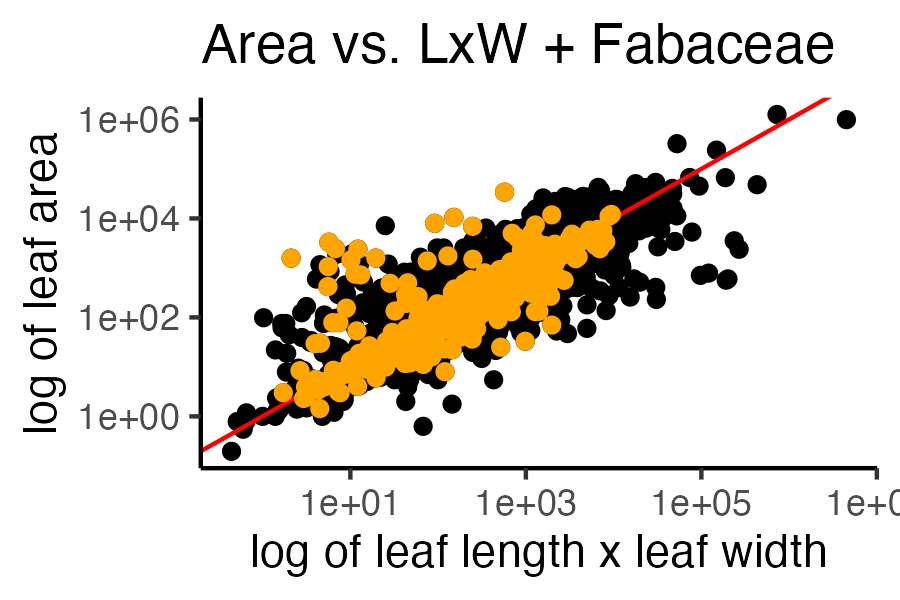 Area vs. LxW + Fabaceae
log of leaf area
1e+06
1e+04
1e+02
1e+00
1e+01
1e+03
1e+05
log of leaf length x leaf width